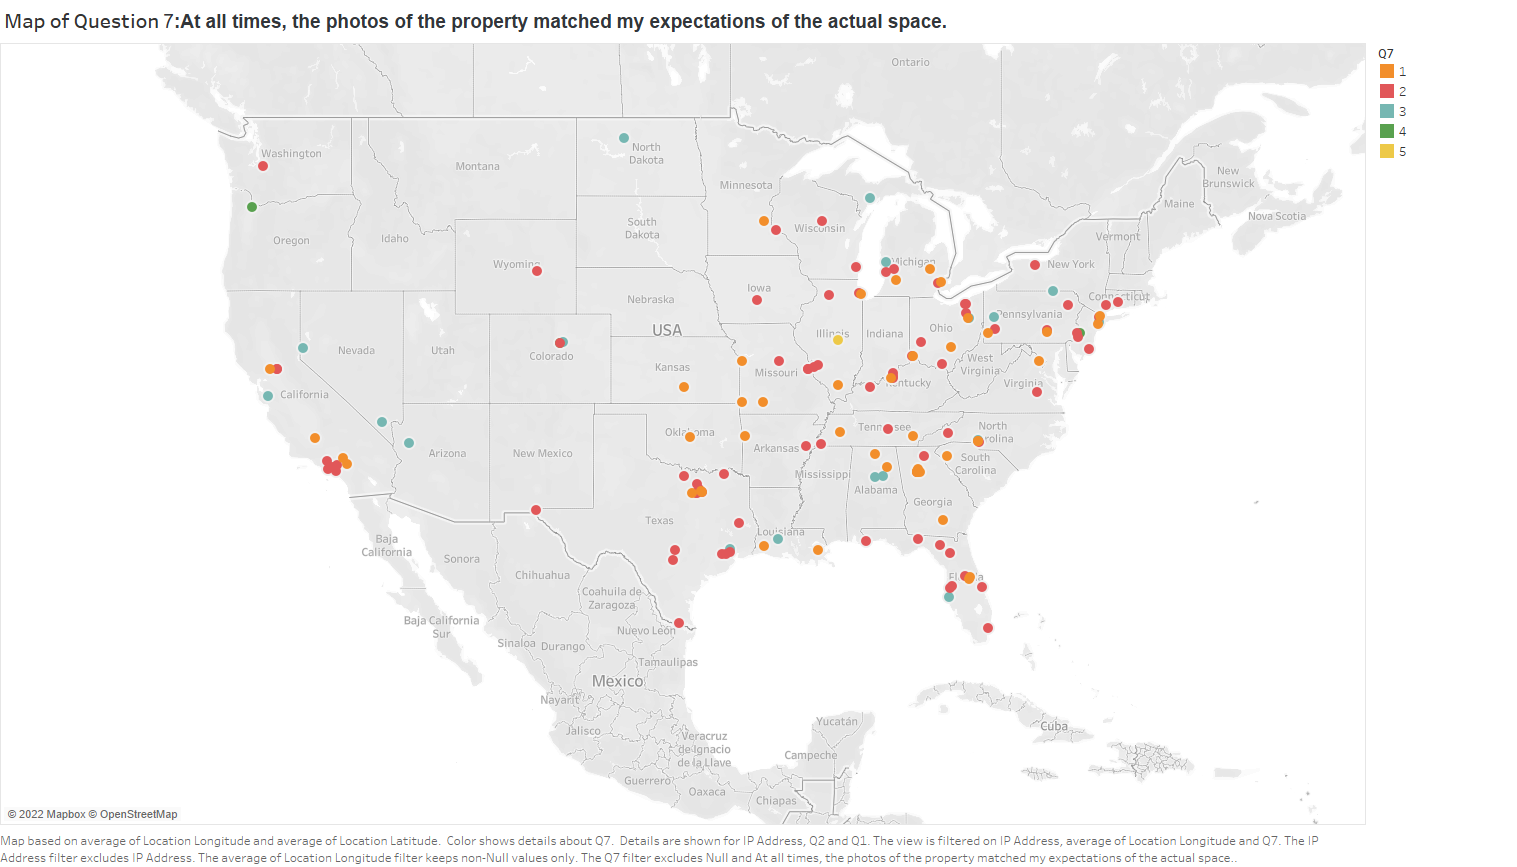 Map of Question 7:At all times, the photos of the property matched my expectations of the actual space.
Q7
1
2
3
4
5
Ontario
Washington
Montana
North
Dakota
Minnesota
New
Brunswick
Maine
Nova Scotia
South
Dakota
Wisconsin
Vermont
Oregon
Idaho
Wyoming
Michigan
New York
Iowa
Nebraska
Connecticut
Pennsylvania
USA
Illinois
Indiana
Ohio
Nevada
Utah
Colorado
Kansas
Missouri
West
Virginia
Kentucky
Virginia
California
Oklahoma
Tennessee
North
Carolina
Arizona
New Mexico
Arkansas
South
Carolina
Mississippi
Alabama
Georgia
Texas
Louisiana
Baja
California
Sonora
Chihuahua
Florida
Coahuila de
Zaragoza
Baja California
Sur
Nuevo León
Sinaloa
Durango
Tamaulipas
Mexico
Nayarit
Yucatán
Cuba
Jalisco
Veracruz
de Ignacio
de la Llave
Campeche
Guerrero
Oaxaca
Chiapas
© 2022 Mapbox © OpenStreetMap
Map based on average of Location Longitude and average of Location Latitude.  Color shows details about Q7.  Details are shown for IP Address, Q2 and Q1. The view is filtered on IP Address, average of Location Longitude and Q7. The IP
Address filter excludes IP Address. The average of Location Longitude filter keeps non-Null values only. The Q7 filter excludes Null and At all times, the photos of the property matched my expectations of the actual space..